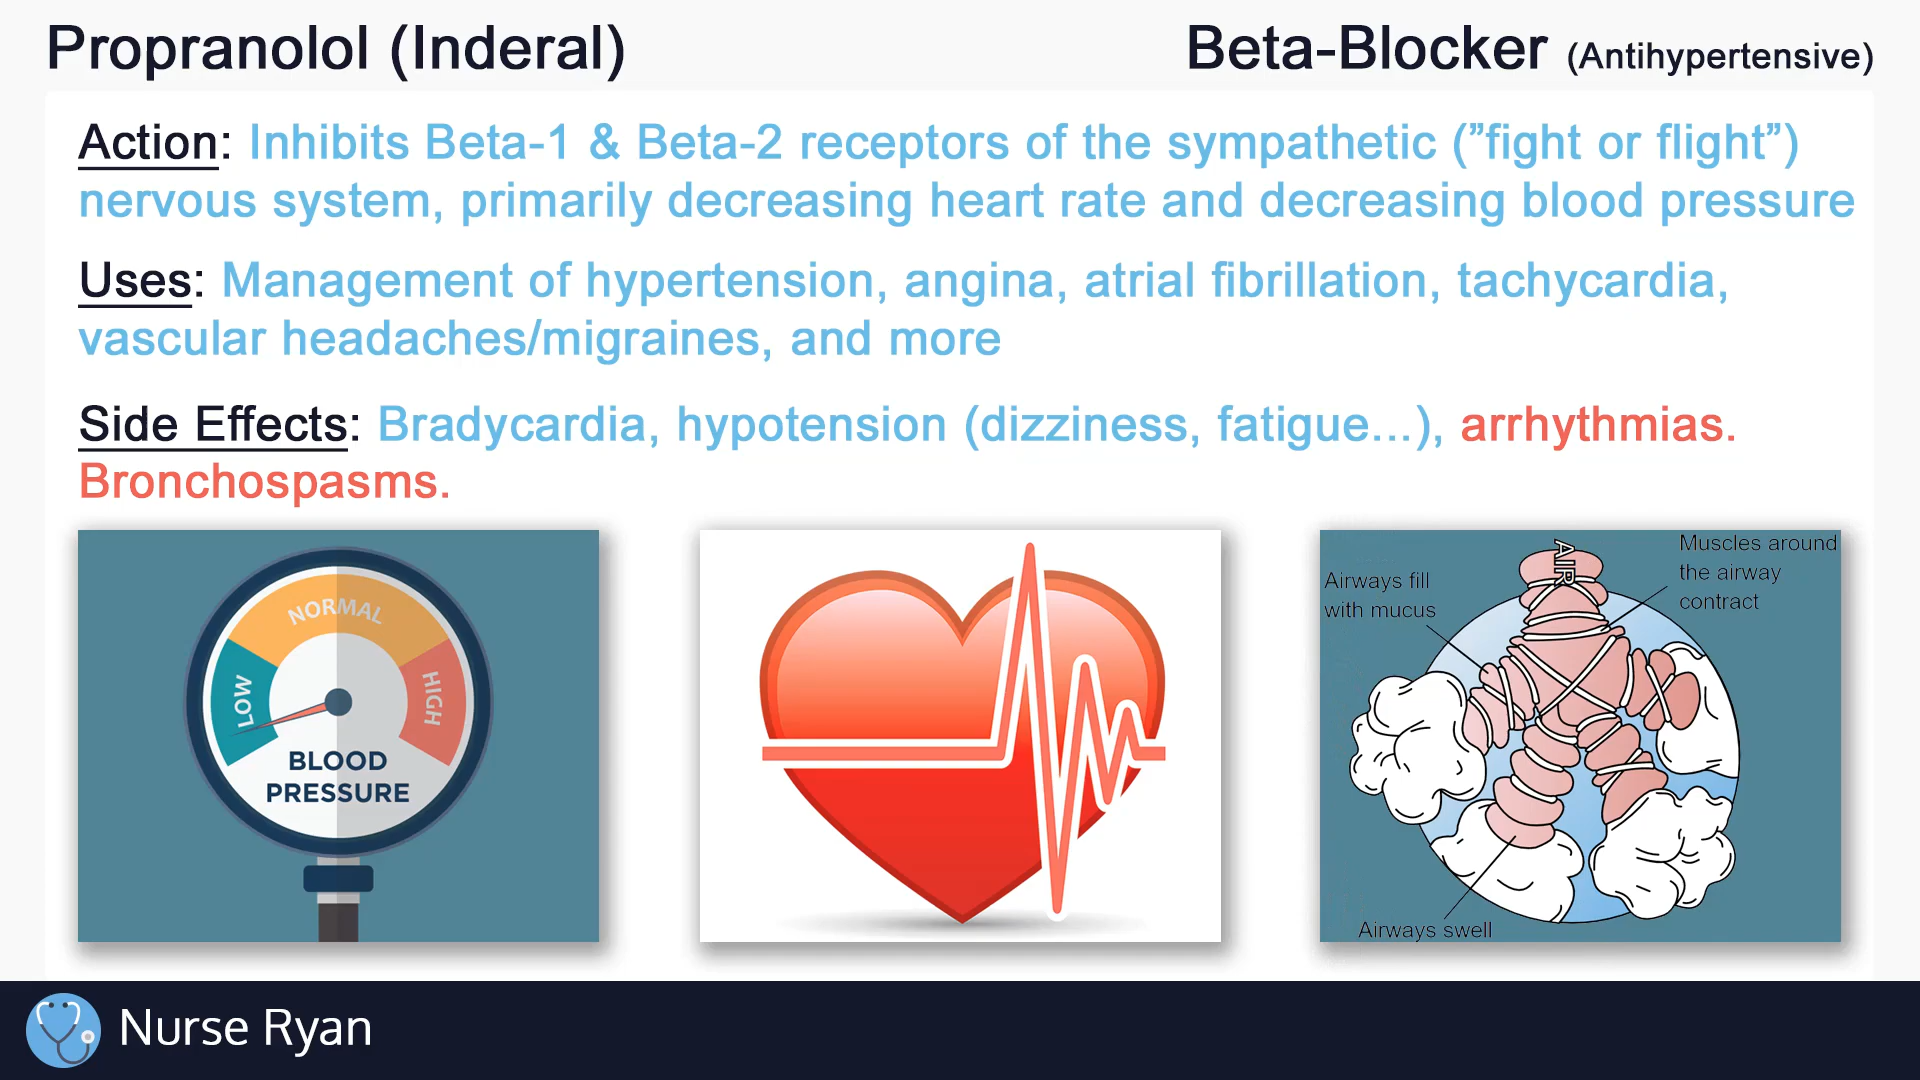 Propranolol (Inderal)
Beta-Blocker (Antihypertensive)
Action: Inhibits Beta-1 & Beta-2 receptors of the sympathetic (”fight or flight”)
nervous system, primarily decreasing heart rate and decreasing blood pressure
Uses: Management of hypertension, angina, atrial fibrillation, tachycardia,
vascular headaches/migraines, and more
Side Effects: Bradycardia, hypotension (dizziness, fatigue...), arrhythmias.
Bronchospasms.
NORMAL
LOW
HIGH
BLOOD
PRESSURE
AIR
Muscles around
the airway
contract
Airways fill
with mucus
Airways swell
Nurse Ryan